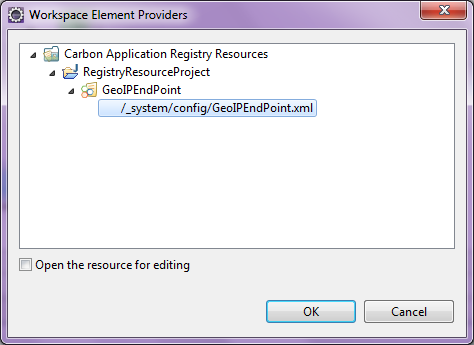 Workspace Element Providers
Carbon Application Registry Resources
RegistryResourceProject
GeoIPEndPoint
/_system/config/GeoIPEndPoint.xml
Open the resource for editing
OK
Cancel